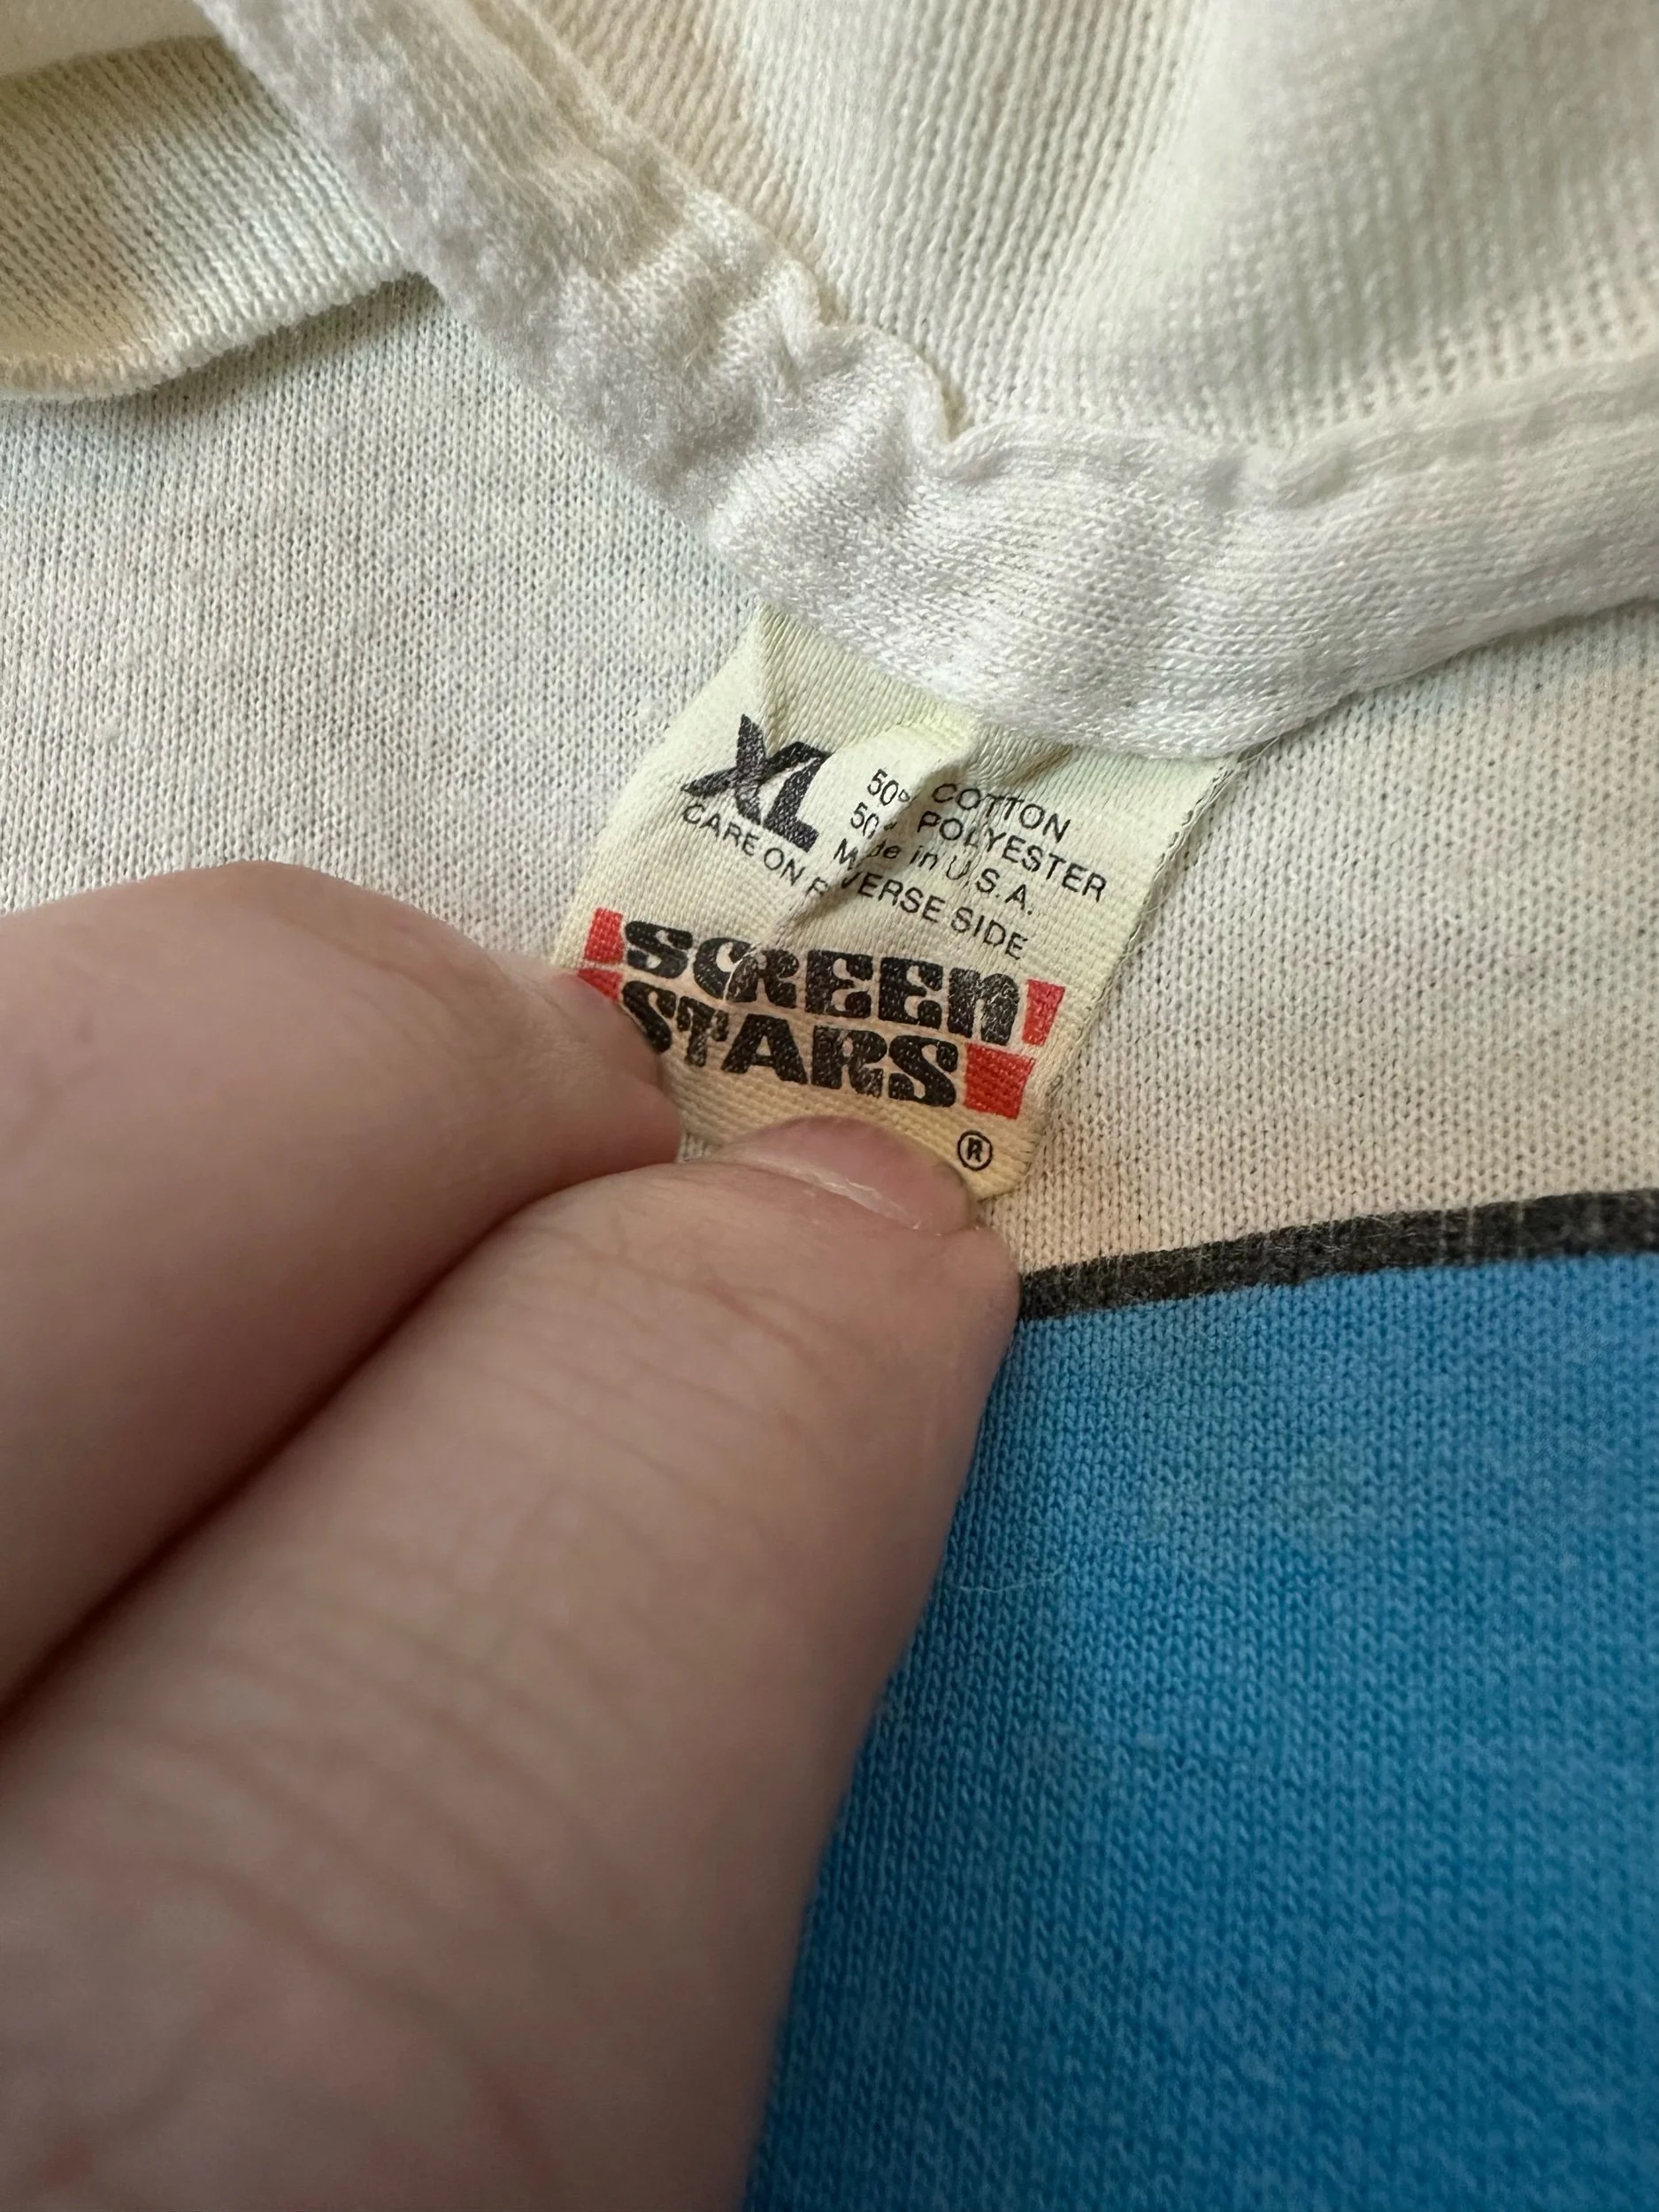 XL
50% COTTON
50% POLYESTER
Made in U.S.A.
CARE ON REVERSE SIDE
SCREEN
STARS
®